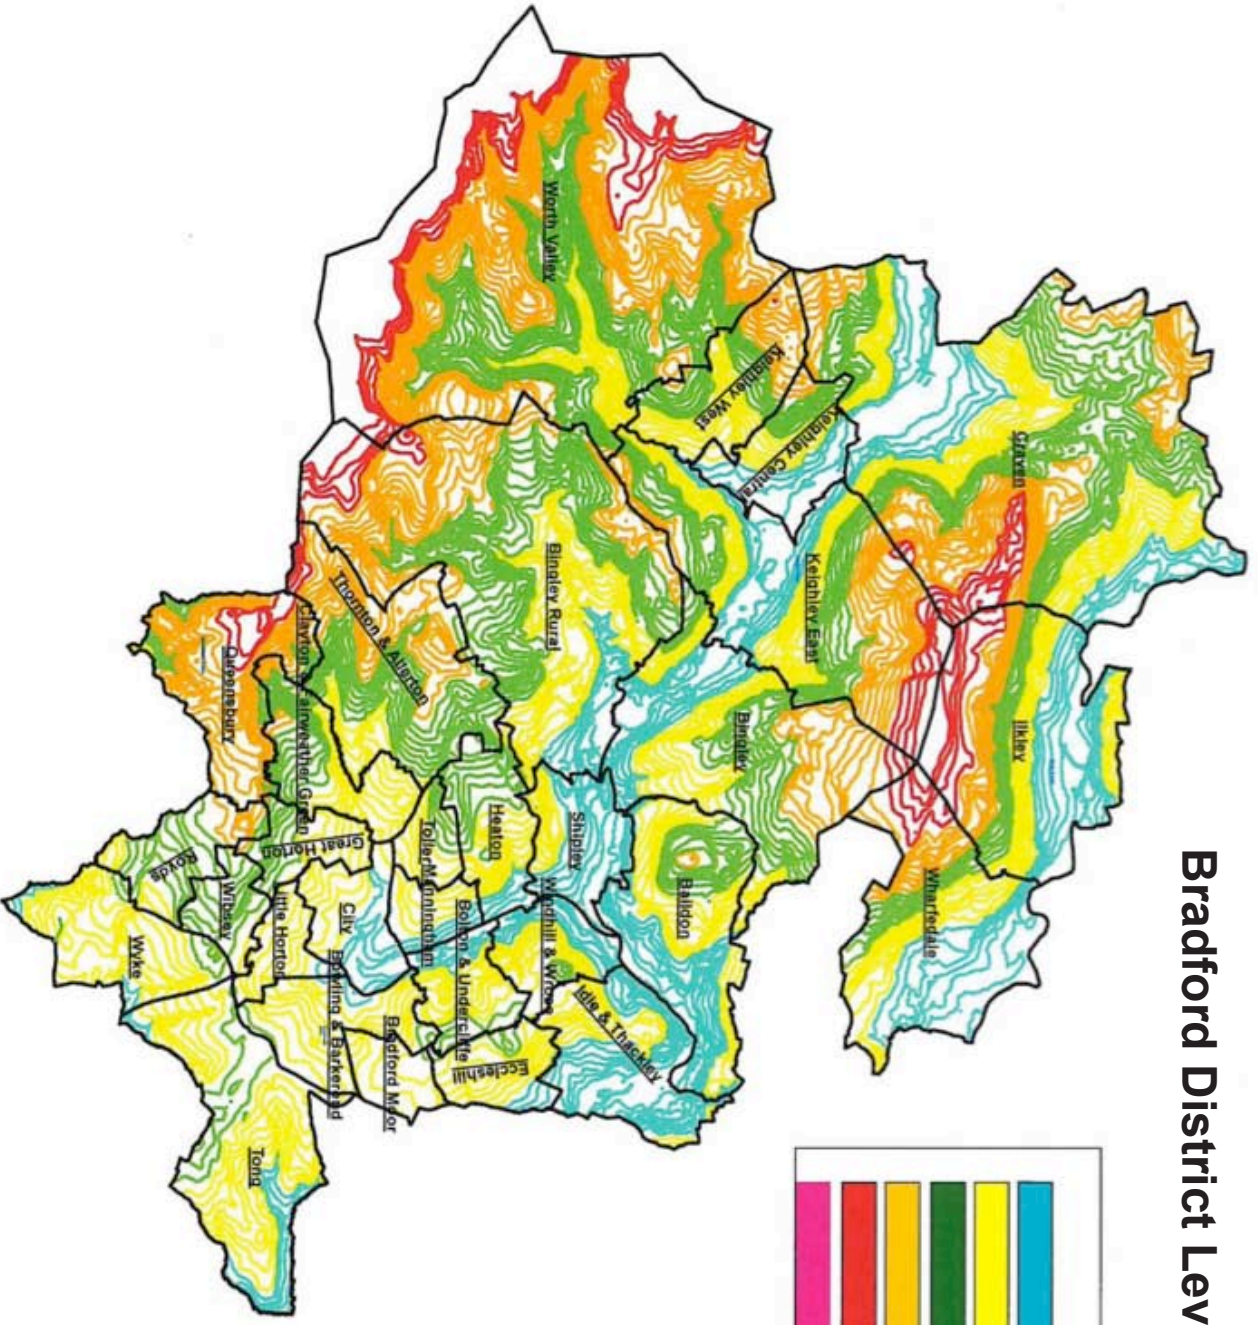 Bradford District Lev
Craven
Ilkley
Wharfedale
Keighley West
Keighley Central
Keighley East
Worth Valley
Bingley
Baildon
Bingley Rural
Shipley
Windhill & Wrose
Idle & Thackley
Heaton
Toller
Manningham
Bolton & Undercliffe
Eccleshill
Thornton & Allerton
Clayton & Fairweather Green
Great Horton
City
Bradford Moor
Little Horton
Bowling & Barkerend
Queensbury
Royds
Wibsey
Wyke
Tong